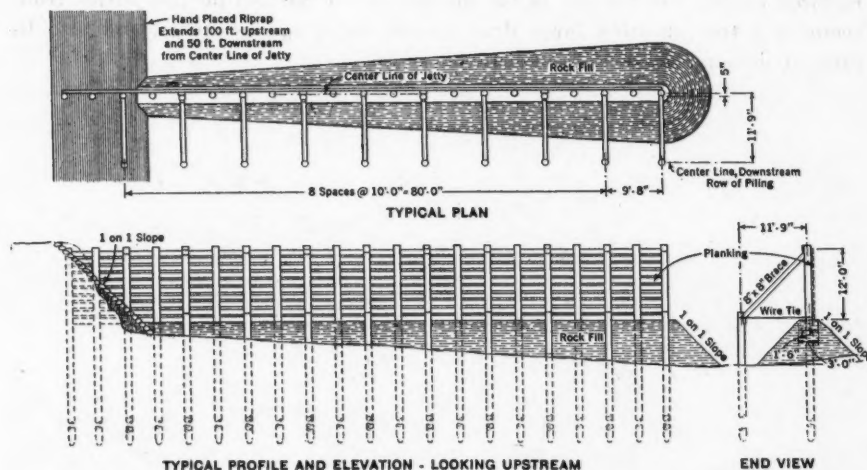 Hand Placed Riprap
Extends 100 ft. Upstream
and 50 ft. Downstream
from Center Line of Jetty
Center Line of Jetty
Rock Fill
5"
11'-9"
8 Spaces @ 10'-0"= 80'-0"
9'-8"
Center Line, Downstream
Row of Piling
TYPICAL PLAN
1 on 1 Slope
11'-9"
Planking
8" x 8" Brace
12'-0"
Wire Tie
1 on 1 Slope
1 on 1 Slope
Rock Fill
1'-6"
3'-0"
TYPICAL PROFILE AND ELEVATION - LOOKING UPSTREAM
END VIEW